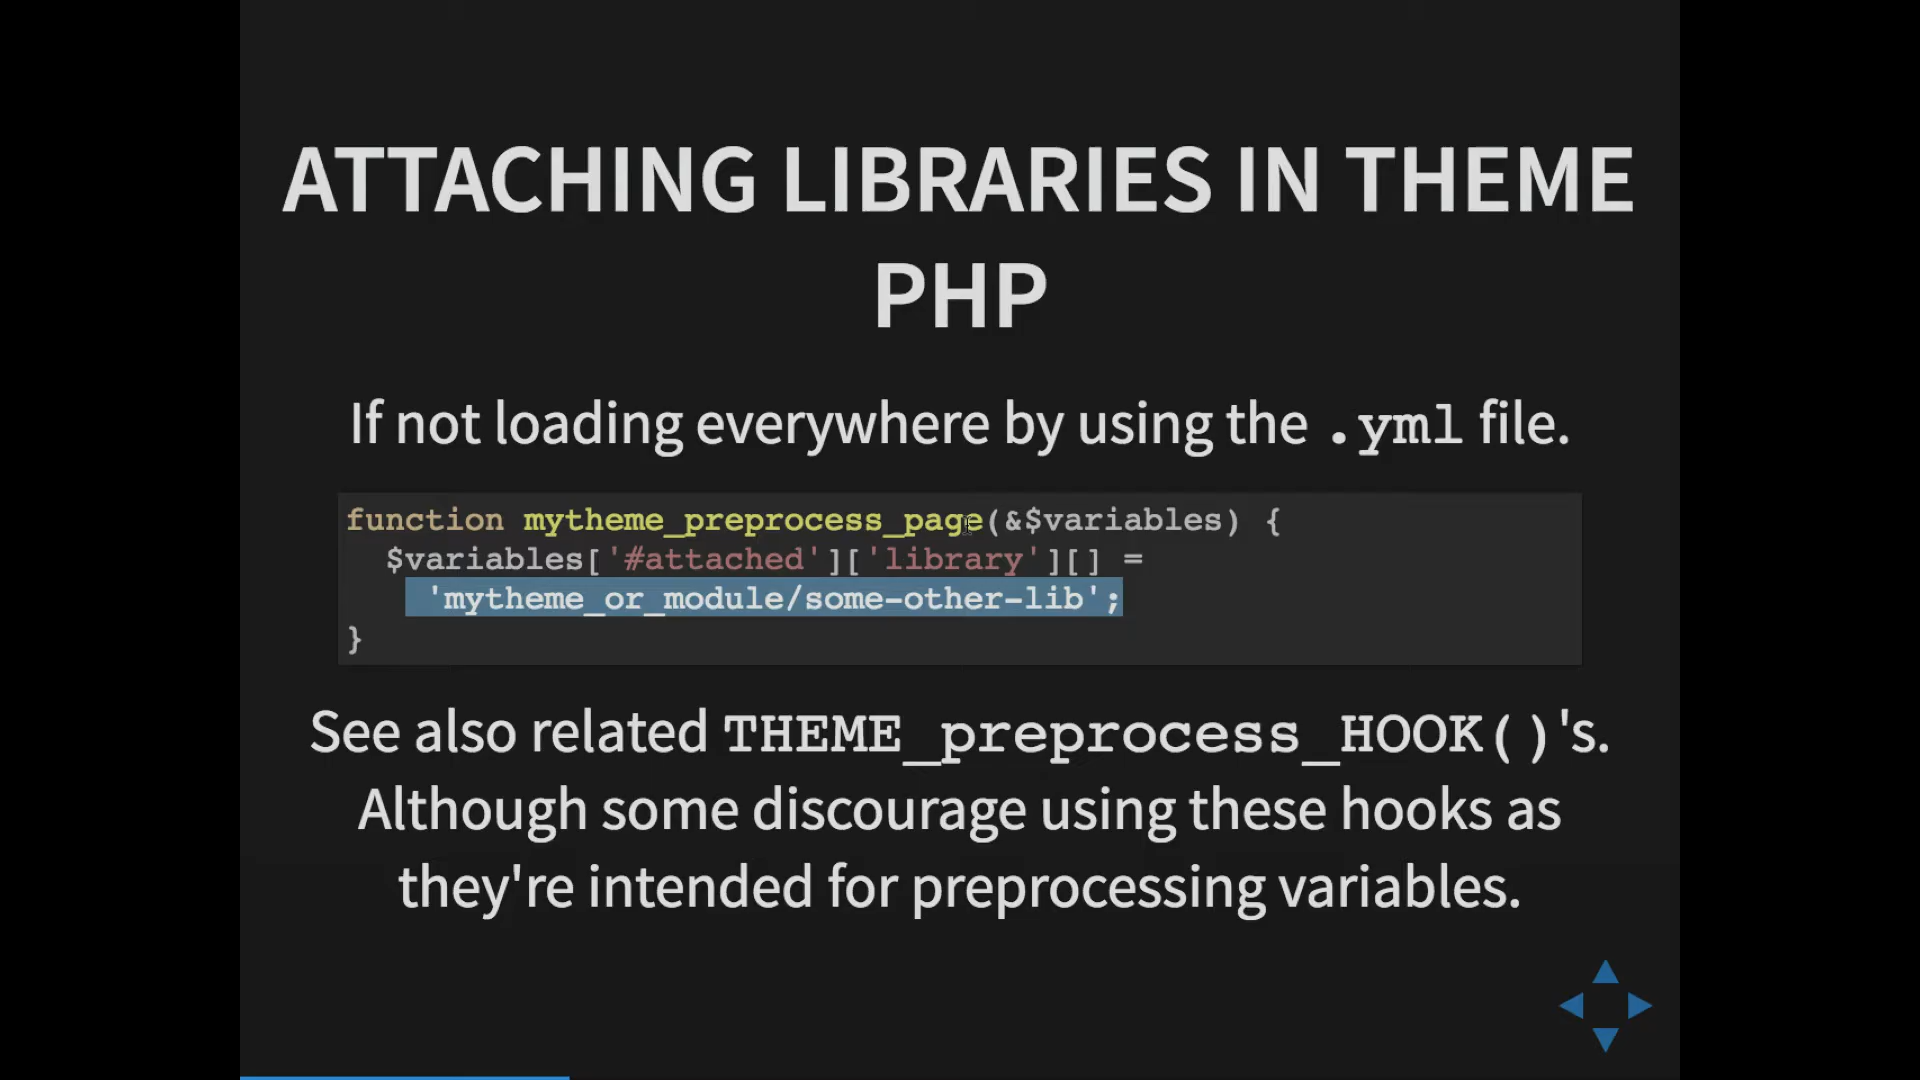 ATTACHING LIBRARIES IN THEME
PHP
If not loading everywhere by using the .yml file.
function mytheme_preprocess_page(&$variables) {
  $variables['#attached']['library'][] =
    'mytheme_or_module/some-other-lib';
}
See also related THEME_preprocess_HOOK()'s.
Although some discourage using these hooks as
they're intended for preprocessing variables.